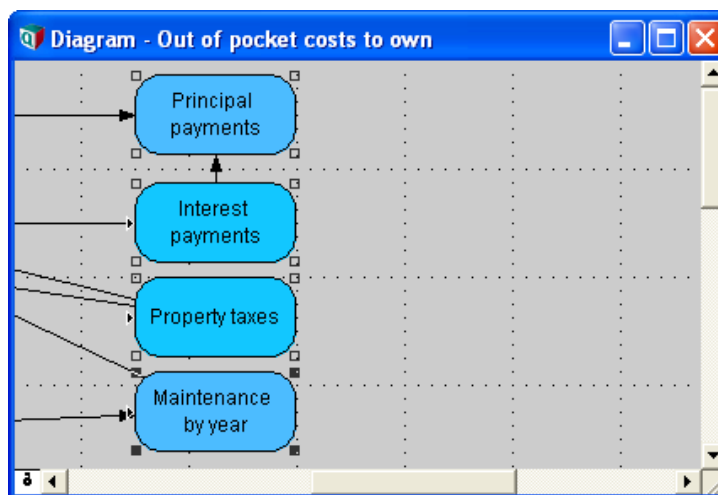 Diagram - Out of pocket costs to own
Principal
payments
Interest
payments
Property taxes
Maintenance
by year